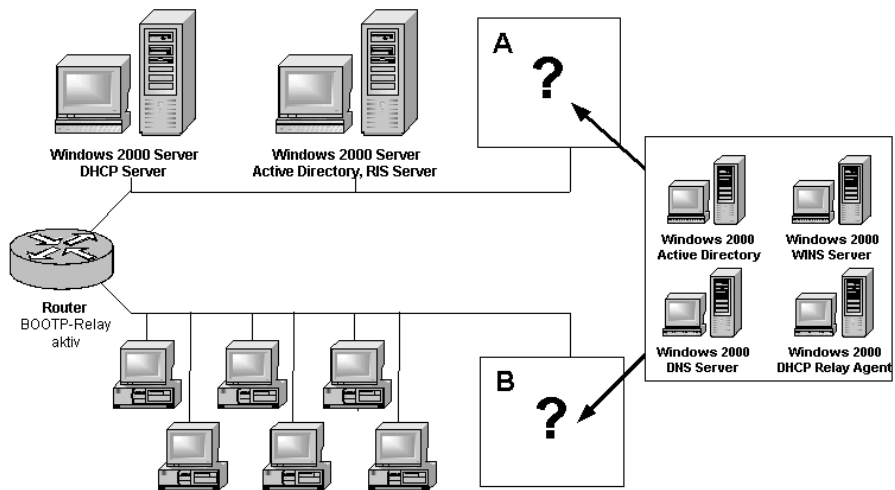 Windows 2000 Server
DHCP Server
Windows 2000 Server
Active Directory, RIS Server
A
?
Windows 2000
Active Directory
Windows 2000
WINS Server
Windows 2000
DNS Server
Windows 2000
DHCP Relay Agent
Router
BOOTP-Relay
aktiv
B
?